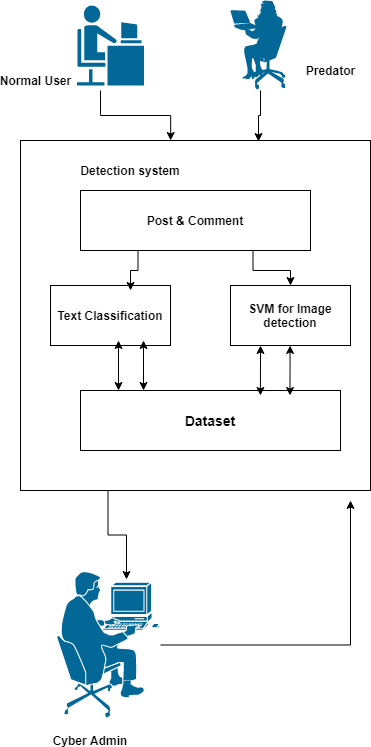 Normal User
Predator
Detection system
Post & Comment
Text Classification
SVM for Image
detection
Dataset
Cyber Admin